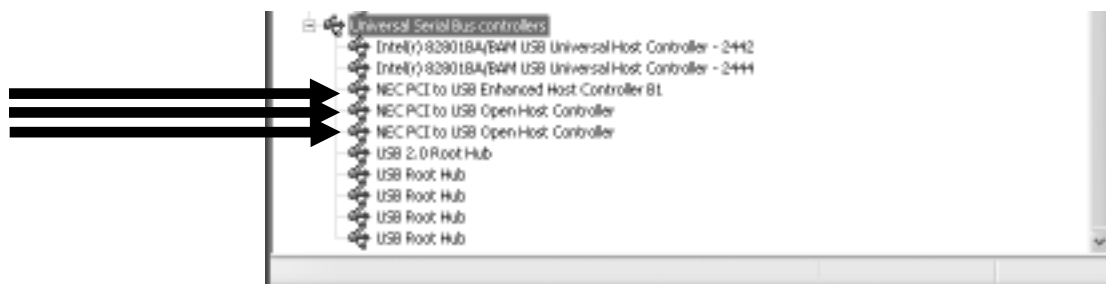 Universal Serial Bus controllers
Intel(r) 82801BA/BAM USB Universal Host Controller - 2442
Intel(r) 82801BA/BAM USB Universal Host Controller - 2444
NEC PCI to USB Enhanced Host Controller B1
NEC PCI to USB Open Host Controller
NEC PCI to USB Open Host Controller
USB 2.0 Root Hub
USB Root Hub
USB Root Hub
USB Root Hub
USB Root Hub